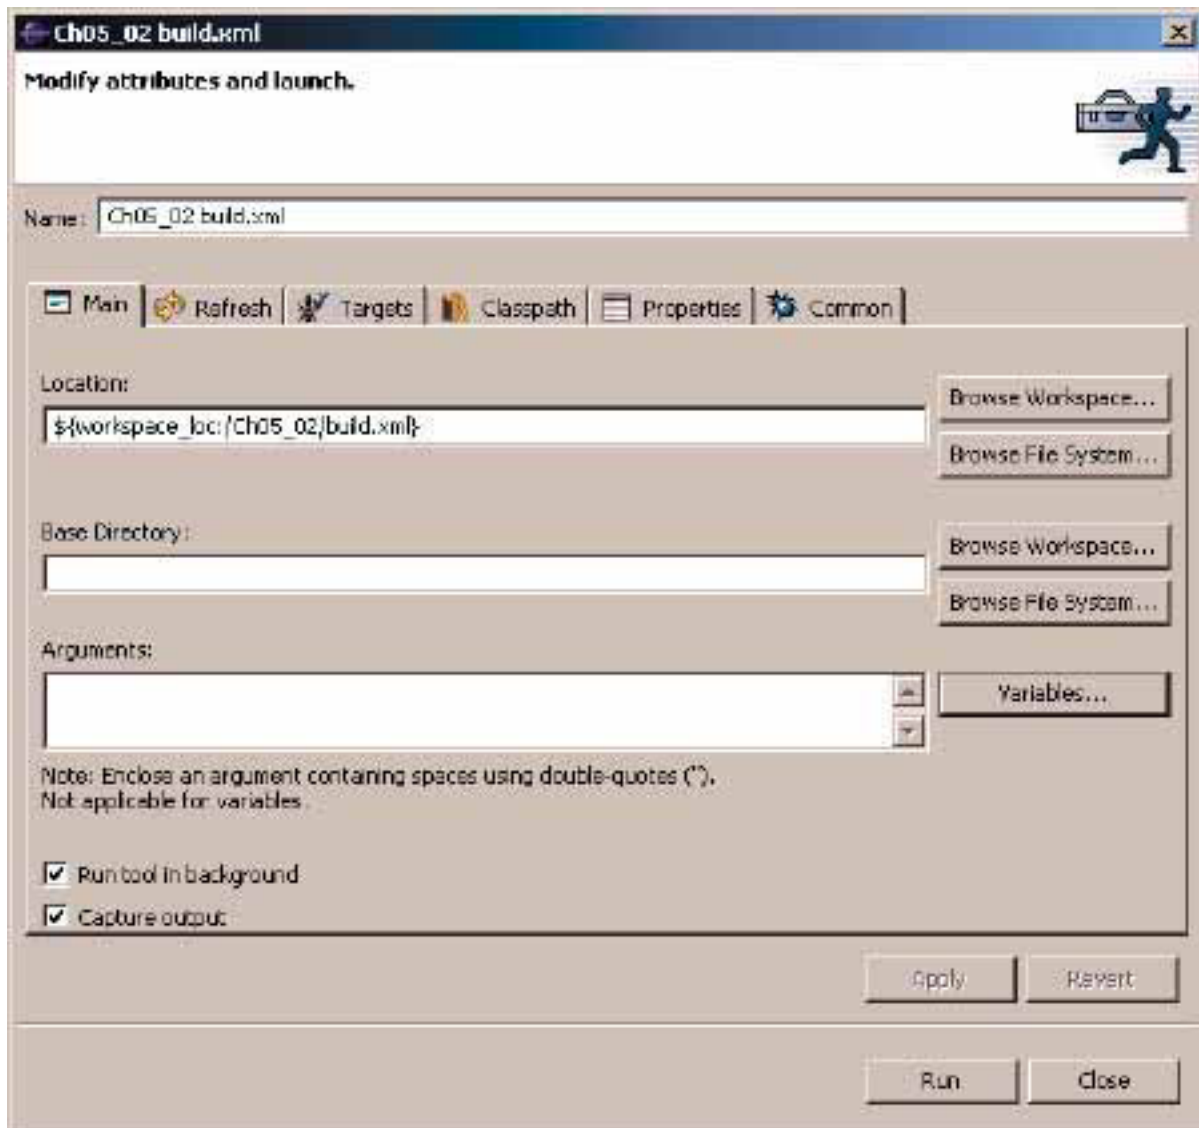 Ch05_02 build.xml
Modify attributes and launch.
Name: Ch05_02 build.xml
Main Refresh Targets Classpath Properties Common
Location:
Browse Workspace...
${workspace_loc:/Ch05_02/build.xml}
Browse File System...
Base Directory:
Browse Workspace...
Browse File System...
Arguments:
Variables...
Note: Enclose an argument containing spaces using double-quotes (").
Not applicable for variables.
Run tool in background
Capture output
Apply Revert
Run Close